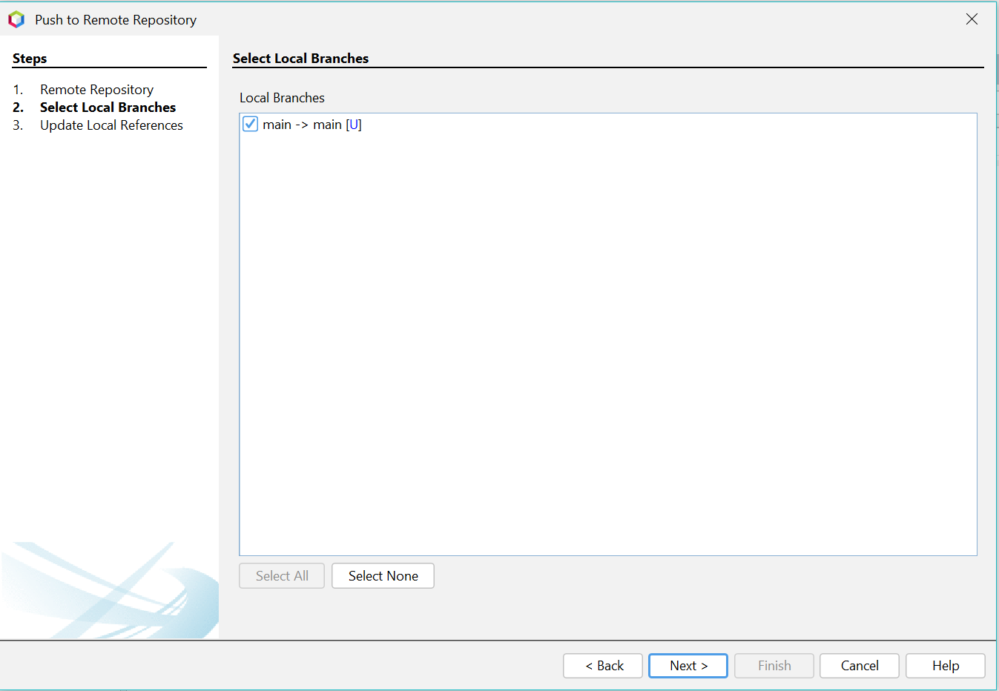 Push to Remote Repository
Steps
1. Remote Repository
2. Select Local Branches
3. Update Local References
Select Local Branches
Local Branches
main -> main [U]
Select All
Select None
< Back
Next >
Finish
Cancel
Help